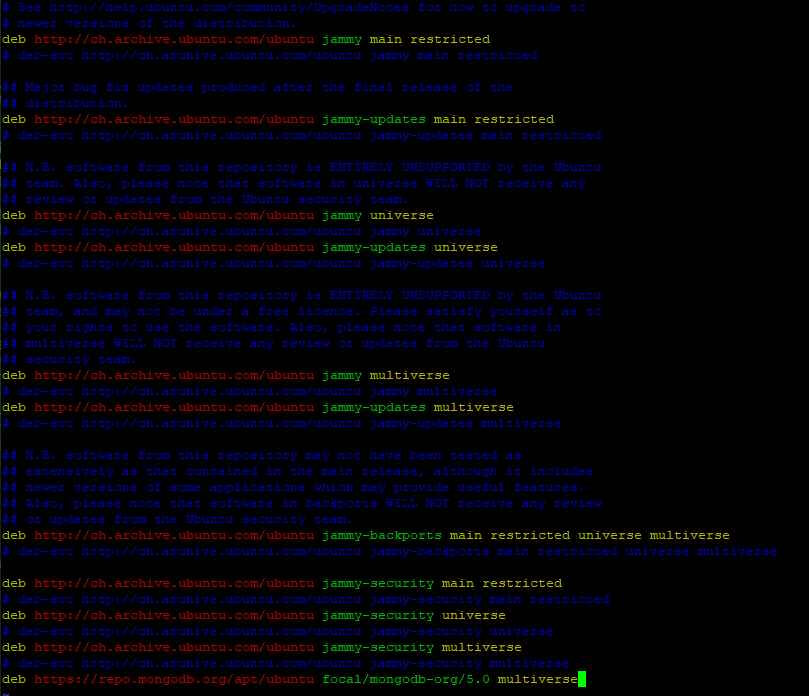 # See http://help.ubuntu.com/community/UpgradeNotes for how to upgrade to
# newer versions of the distribution.
deb http://ch.archive.ubuntu.com/ubuntu jammy main restricted
# deb-src http://ch.archive.ubuntu.com/ubuntu jammy main restricted
## Major bug fix updates produced after the final release of the
## distribution.
deb http://ch.archive.ubuntu.com/ubuntu jammy-updates main restricted
# deb-src http://ch.archive.ubuntu.com/ubuntu jammy-updates main restricted
## N.B. software from this repository is ENTIRELY UNSUPPORTED by the Ubuntu
## team. Also, please note that software in universe WILL NOT receive any
## review or updates from the Ubuntu security team.
deb http://ch.archive.ubuntu.com/ubuntu jammy universe
# deb-src http://ch.archive.ubuntu.com/ubuntu jammy universe
deb http://ch.archive.ubuntu.com/ubuntu jammy-updates universe
# deb-src http://ch.archive.ubuntu.com/ubuntu jammy-updates universe
## N.B. software from this repository is ENTIRELY UNSUPPORTED by the Ubuntu
## team, and may not be under a free licence. Please satisfy yourself as to
## your rights to use the software. Also, please note that software in
## multiverse WILL NOT receive any review or updates from the Ubuntu
## security team.
deb http://ch.archive.ubuntu.com/ubuntu jammy multiverse
# deb-src http://ch.archive.ubuntu.com/ubuntu jammy multiverse
deb http://ch.archive.ubuntu.com/ubuntu jammy-updates multiverse
# deb-src http://ch.archive.ubuntu.com/ubuntu jammy-updates multiverse
## N.B. software from this repository may not have been tested as
## extensively as that contained in the main release, although it includes
## newer versions of some applications which may provide useful features.
## Also, please note that software in backports WILL NOT receive any review
## or updates from the Ubuntu security team.
deb http://ch.archive.ubuntu.com/ubuntu jammy-backports main restricted universe multiverse
# deb-src http://ch.archive.ubuntu.com/ubuntu jammy-backports main restricted universe multiverse
deb http://ch.archive.ubuntu.com/ubuntu jammy-security main restricted
# deb-src http://ch.archive.ubuntu.com/ubuntu jammy-security main restricted
deb http://ch.archive.ubuntu.com/ubuntu jammy-security universe
# deb-src http://ch.archive.ubuntu.com/ubuntu jammy-security universe
deb http://ch.archive.ubuntu.com/ubuntu jammy-security multiverse
# deb-src http://ch.archive.ubuntu.com/ubuntu jammy-security multiverse
deb https://repo.mongodb.org/apt/ubuntu focal/mongodb-org/5.0 multiverse
~